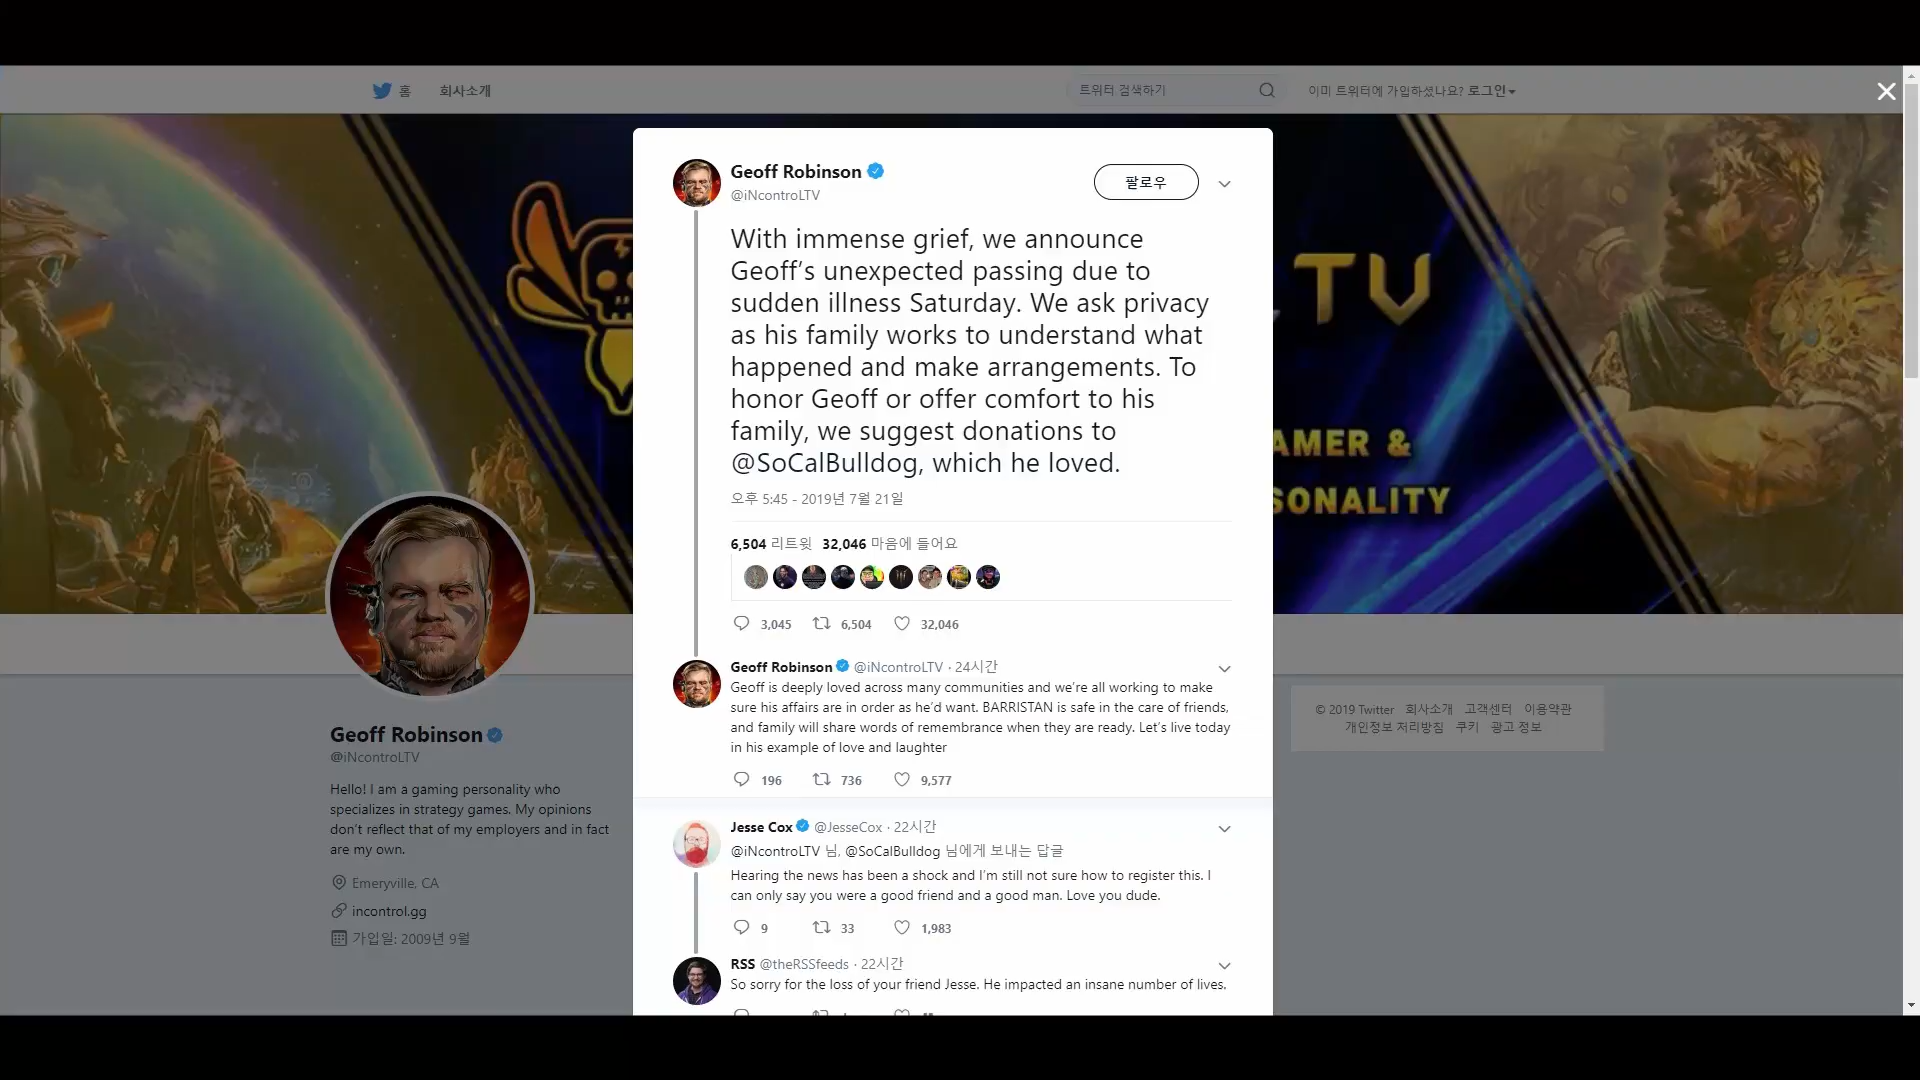 홈 회사소개
트위터 검색하기
이미 트위터에 가입하셨나요? 로그인
TV
AMER &
SONALITY
Geoff Robinson
@iNcontroLTV
Hello! I am a gaming personality who
specializes in strategy games. My opinions
don't reflect that of my employers and in fact
are my own.
Emeryville, CA
incontrol.gg
가입일: 2009년 9월
Geoff Robinson
@iNcontroLTV
팔로우
With immense grief, we announce
Geoff’s unexpected passing due to
sudden illness Saturday. We ask privacy
as his family works to understand what
happened and make arrangements. To
honor Geoff or offer comfort to his
family, we suggest donations to
@SoCalBulldog, which he loved.
오후 5:45 - 2019년 7월 21일
6,504 리트윗 32,046 마음에 들어요
3,045 6,504 32,046
Geoff Robinson @iNcontroLTV · 24시간
Geoff is deeply loved across many communities and we’re all working to make
sure his affairs are in order as he’d want. BARRISTAN is safe in the care of friends,
and family will share words of remembrance when they are ready. Let’s live today
in his example of love and laughter
196 736 9,577
Jesse Cox @JesseCox · 22시간
@iNcontroLTV 님, @SoCalBulldog 님에게 보내는 답글
Hearing the news has been a shock and I’m still not sure how to register this. I
can only say you were a good friend and a good man. Love you dude.
9 33 1,983
RSS @theRSSfeeds · 22시간
So sorry for the loss of your friend Jesse. He impacted an insane number of lives.
© 2019 Twitter 회사소개 고객센터 이용약관
개인정보 처리방침 쿠키 광고 정보